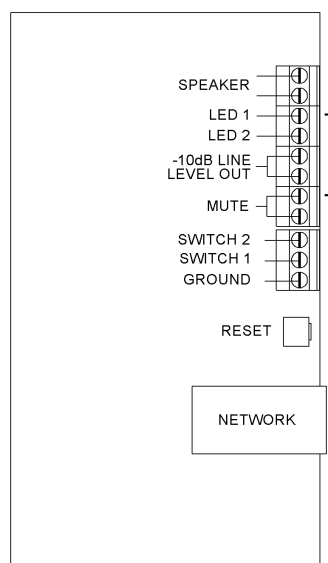 SPEAKER
LED 1
LED 2
-10dB LINE
LEVEL OUT
MUTE
SWITCH 2
SWITCH 1
GROUND
RESET
NETWORK